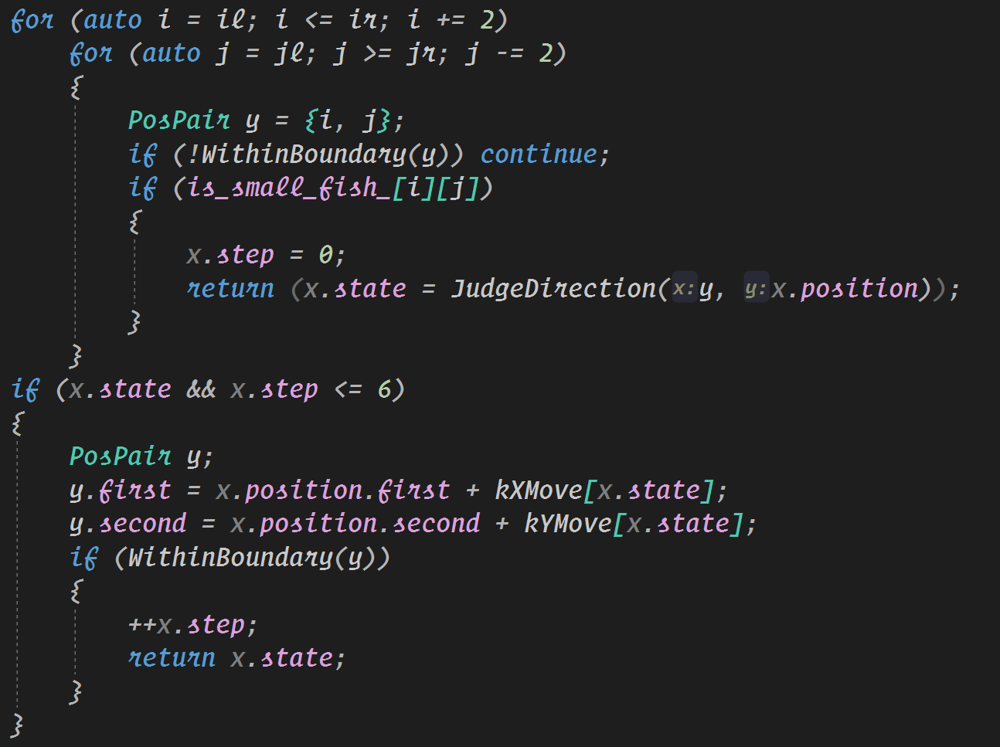 for (auto i = il; i <= ir; i += 2)
    for (auto j = jl; j >= jr; j -= 2)
    {
        PosPair y = {i, j};
        if (!WithinBoundary(y)) continue;
        if (is_small_fish_[i][j])
        {
            x.step = 0;
            return (x.state = JudgeDirection(x:y, y:x.position));
        }
    }
if (x.state && x.step <= 6)
{
    PosPair y;
    y.first = x.position.first + kXMove[x.state];
    y.second = x.position.second + kYMove[x.state];
    if (WithinBoundary(y))
    {
        ++x.step;
        return x.state;
    }
}